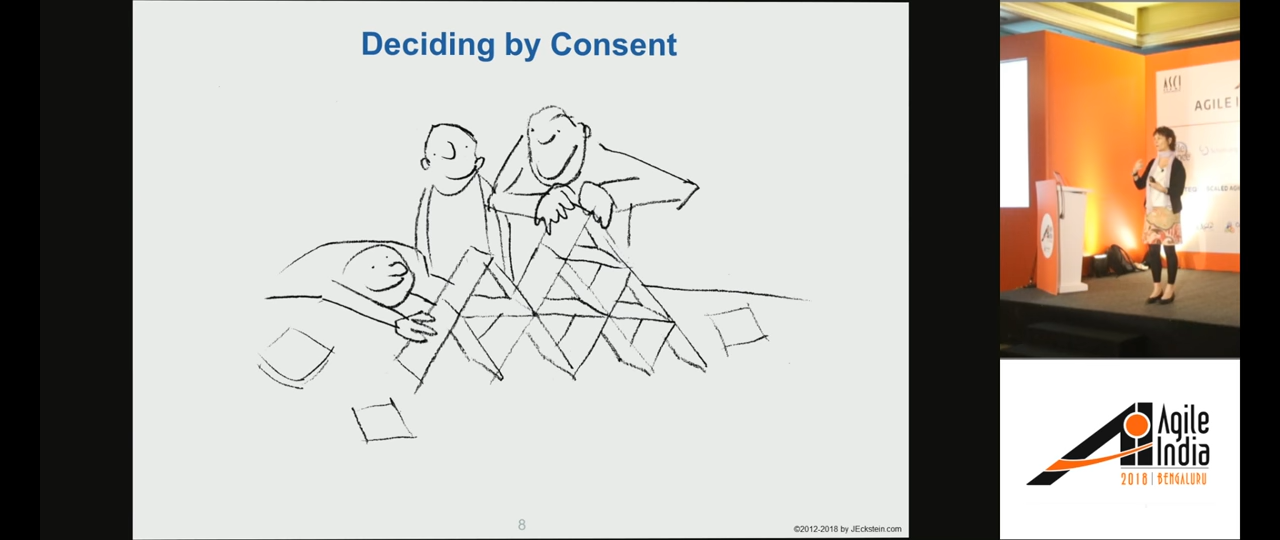 Deciding by Consent
8
©2012-2018 by JEckstein.com
ASCI
AGILE I
Agile
India
2018 | BENGALURU